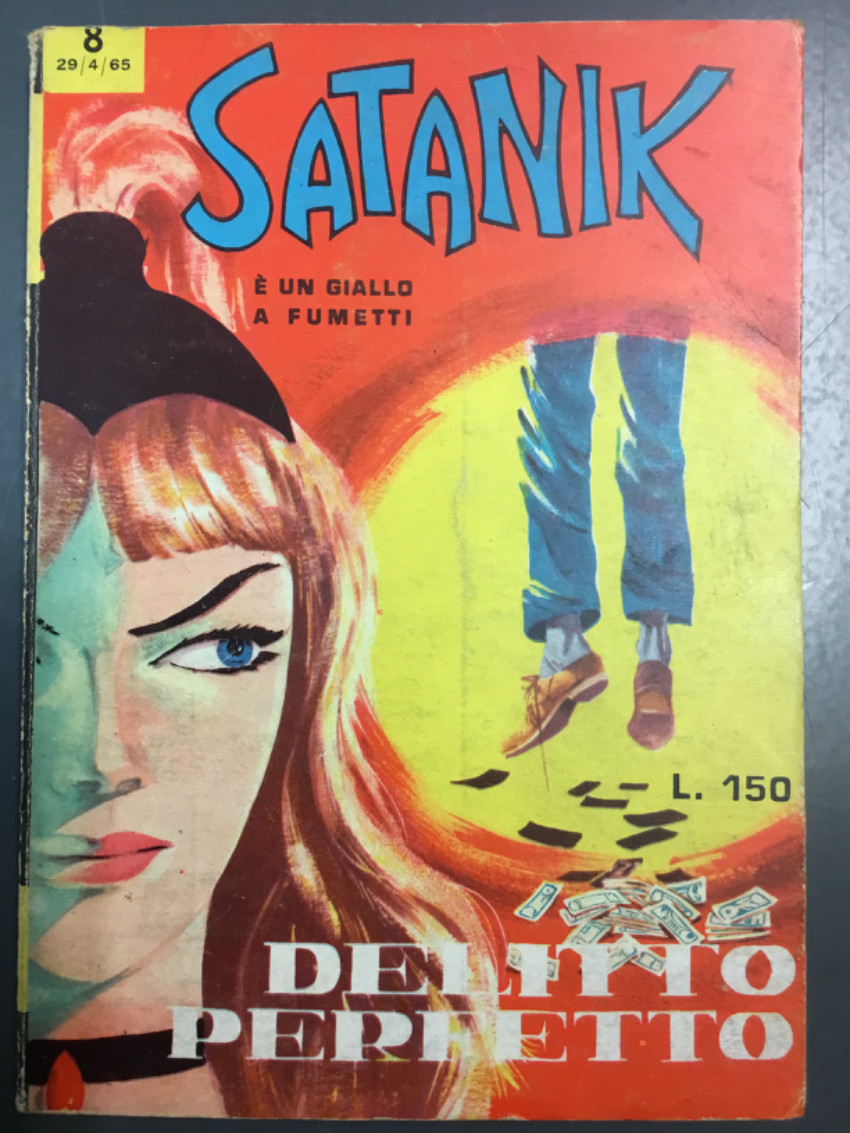 8
29/4/65
SATANIK
È UN GIALLO
A FUMETTI
L. 150
DELITTO
PERFETTO